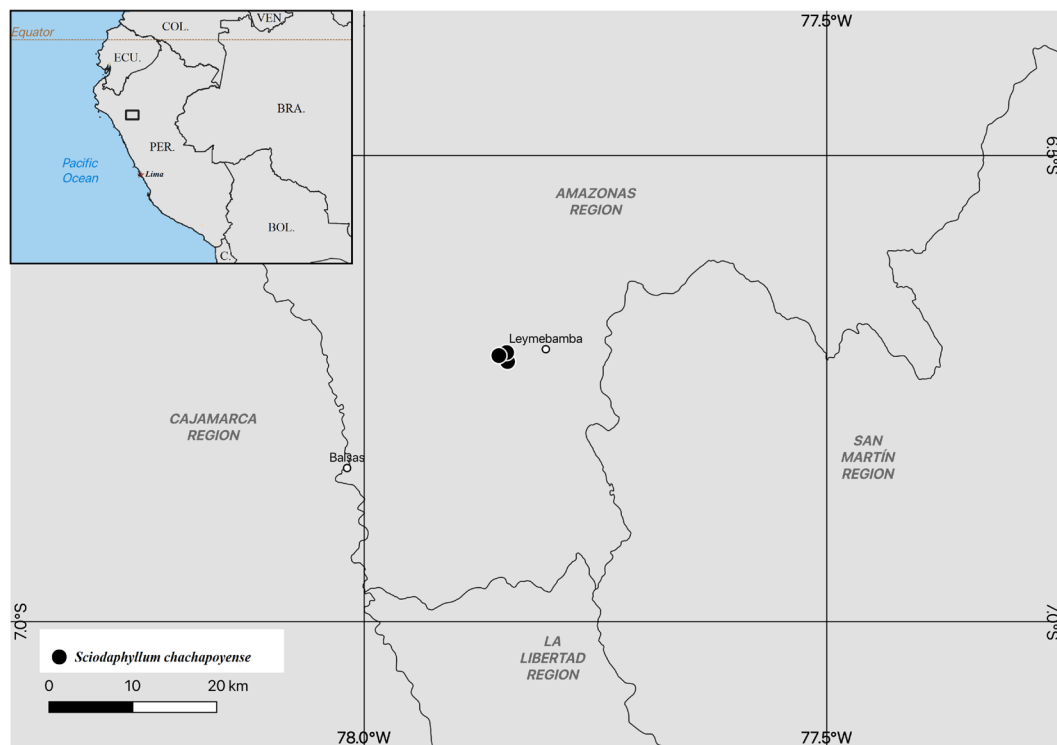 Equator
COL.
VEN.
ECU.
BRA.
PER.
Pacific
Ocean
Lima
BOL.
C.
77.5°W
6.5°S
AMAZONAS
REGION
Leymebamba
CAJAMARCA
REGION
SAN
MARTÍN
REGION
Balsas
7.0°S
7.0°S
LA
LIBERTAD
REGION
Sciodaphyllum chachapoyense
0 10 20 km
78.0°W
77.5°W